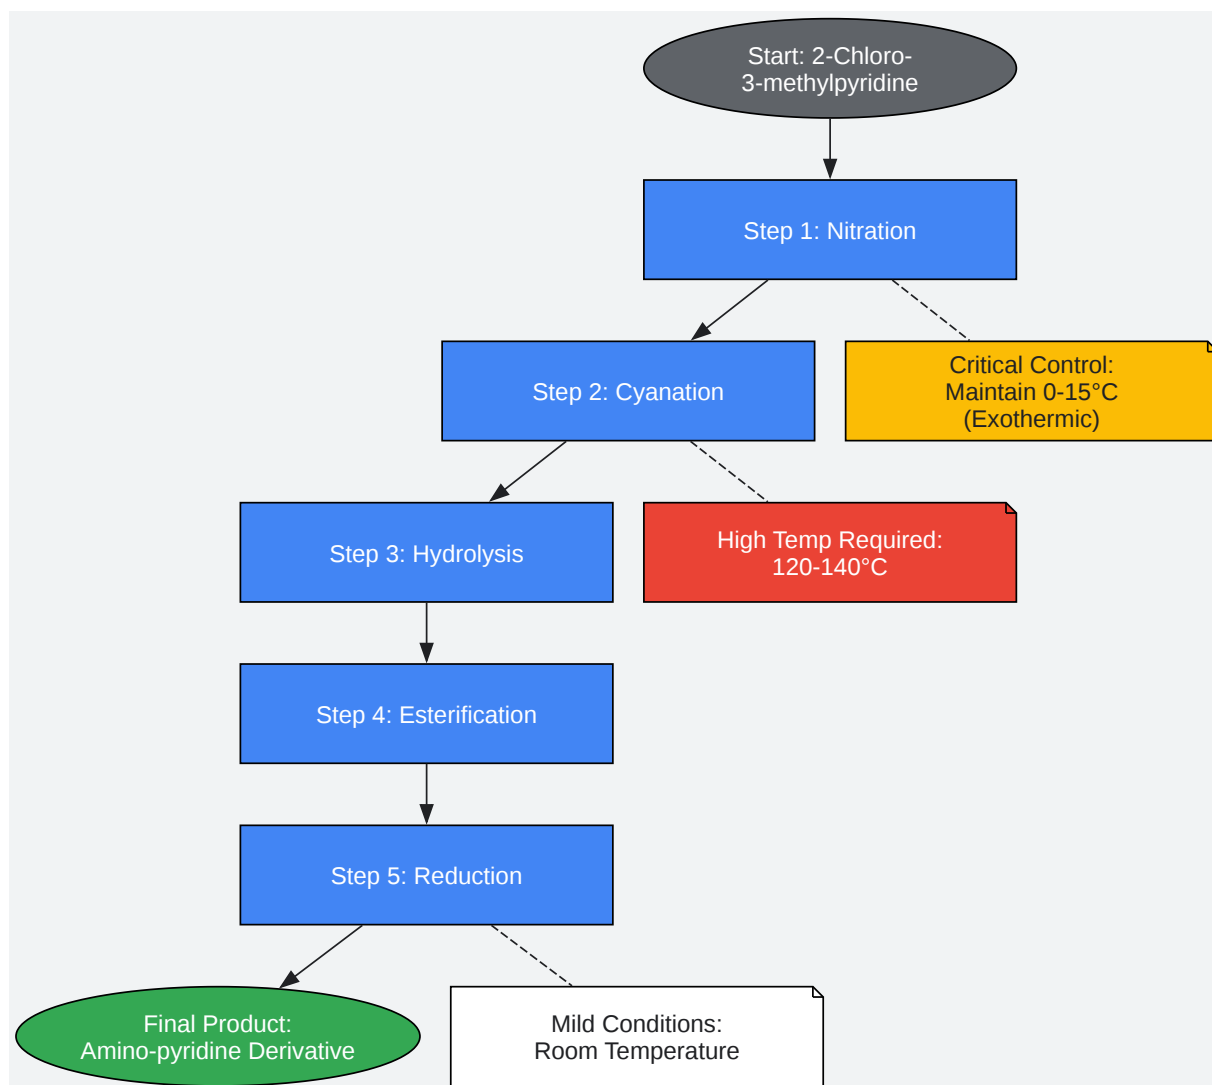 Start: 2-Chloro-
3-methylpyridine
Step 1: Nitration
Step 2: Cyanation
Critical Control:
Maintain 0-15°C
(Exothermic)
Step 3: Hydrolysis
High Temp Required:
120-140°C
Step 4: Esterification
Step 5: Reduction
Final Product:
Amino-pyridine Derivative
Mild Conditions:
Room Temperature